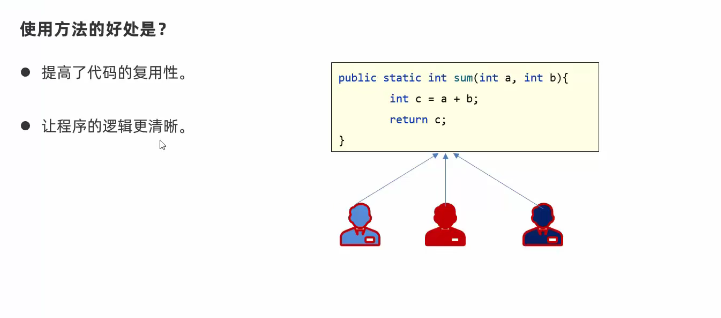 使用方法的好处是？
● 提高了代码的复用性。
● 让程序的逻辑更清晰。
public static int sum(int a, int b){
int c = a + b;
return c;
}